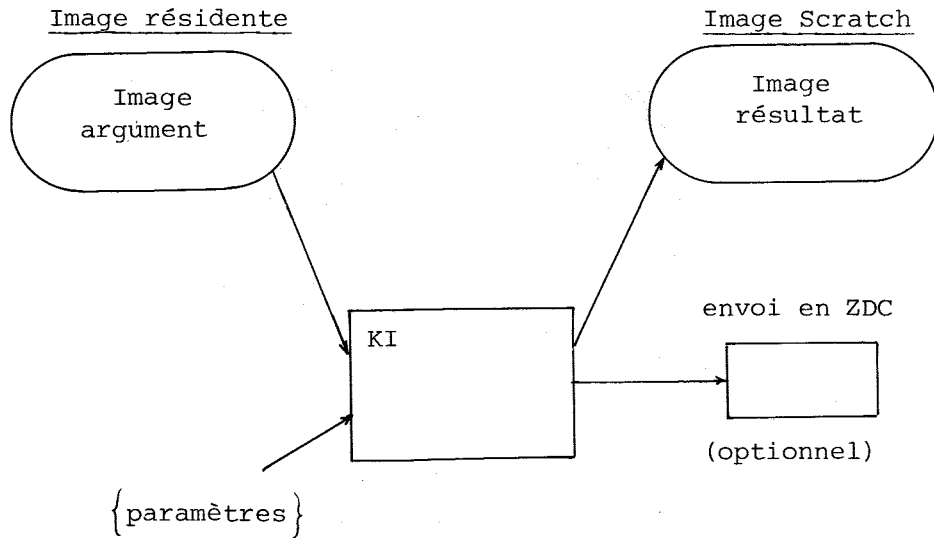 Image résidente
Image Scratch
Image
argument
Image
résultat
KI
envoi en ZDC
(optionnel)
{paramètres}